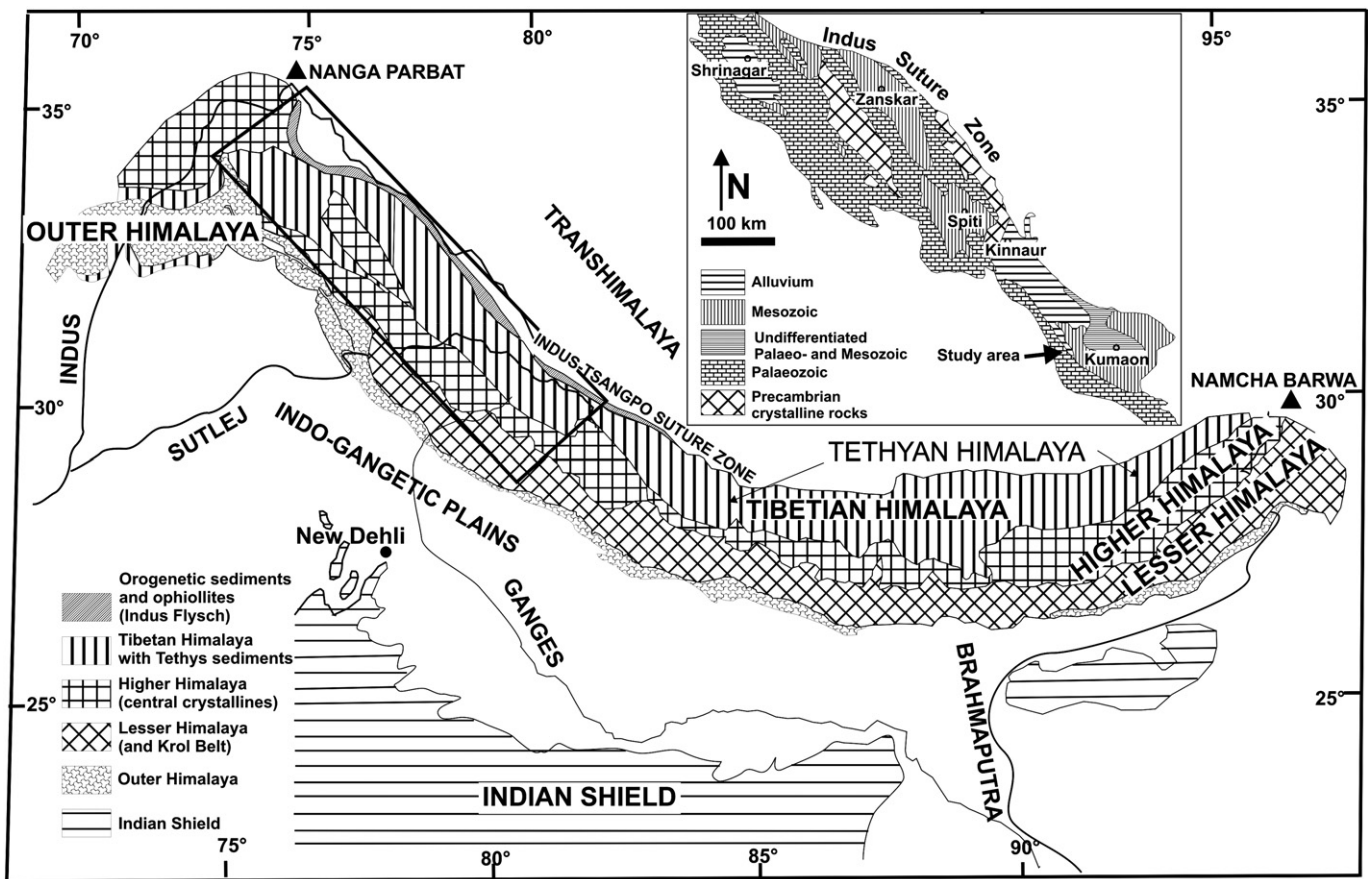 70°
75°
80°
95°
NANGA PARBAT
35°
35°
OUTER HIMALAYA
TRANSHIMALAYA
INDUS
SUTLEJ
30°
INDUS-TSANGPO SUTURE ZONE
INDO-GANGETIC PLAINS
GANGES
New Dehli
TETHYAN HIMALAYA
TIBETIAN HIMALAYA
HIGHER HIMALAYA
LESSER HIMALAYA
NAMCHA BARWA
30°
BRAHMAPUTRA
25°
25°
INDIAN SHIELD
75°
80°
85°
90°
Indus Suture Zone
Shrinagar
Zanskar
Spiti
Kinnaur
Kumaon
Study area
N
100 km
Alluvium
Mesozoic
Undifferentiated
Palaeo- and Mesozoic
Palaeozoic
Precambrian
crystalline rocks
Orogenetic sediments
and ophiollites
(Indus Flysch)
Tibetan Himalaya
with Tethys sediments
Higher Himalaya
(central crystallines)
Lesser Himalaya
(and Krol Belt)
Outer Himalaya
Indian Shield